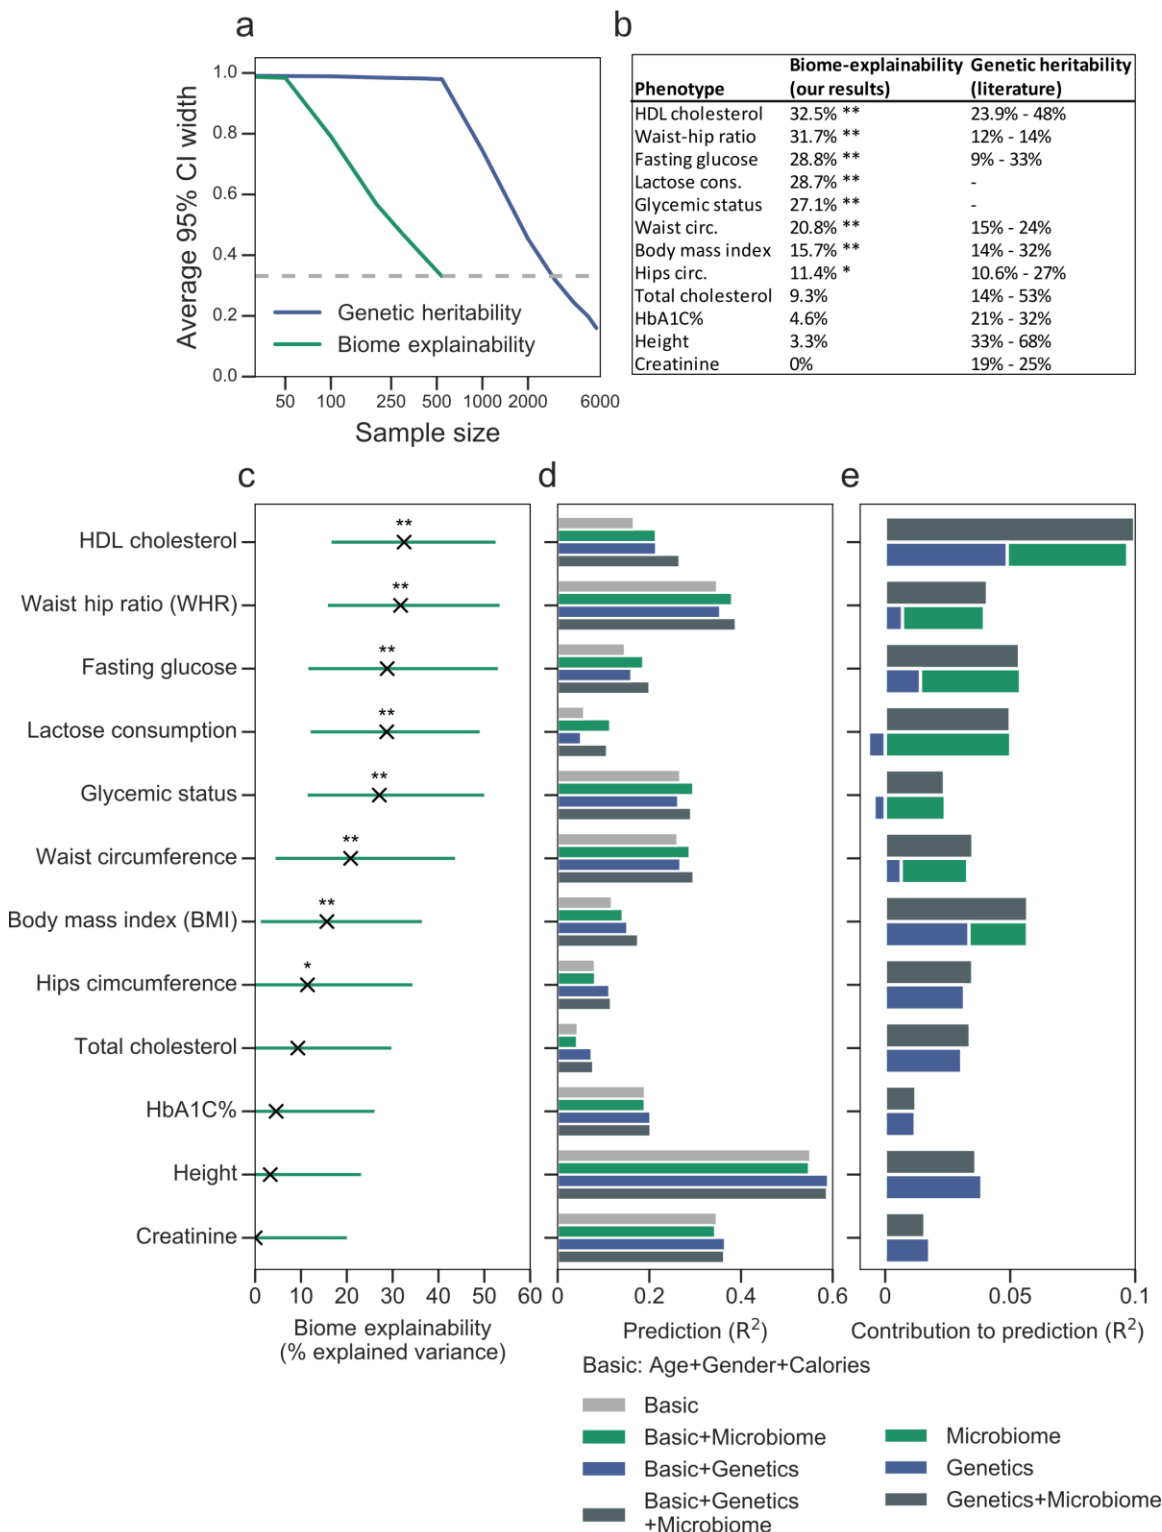 a
Average 95% CI width
1.0
0.8
0.6
0.4
0.2
0.0
Genetic heritability
Biome explainability
50 100 250 500 1000 2000 6000
Sample size
b
Phenotype Biome-explainability (our results) Genetic heritability (literature)
HDL cholesterol 32.5% ** 23.9% - 48%
Waist-hip ratio 31.7% ** 12% - 14%
Fasting glucose 28.8% ** 9% - 33%
Lactose cons. 28.7% ** -
Glycemic status 27.1% ** -
Waist circ. 20.8% ** 15% - 24%
Body mass index 15.7% ** 14% - 32%
Hips circ. 11.4% * 10.6% - 27%
Total cholesterol 9.3% 14% - 53%
HbA1C% 4.6% 21% - 32%
Height 3.3% 33% - 68%
Creatinine 0% 19% - 25%
c
HDL cholesterol **
Waist hip ratio (WHR) **
Fasting glucose **
Lactose consumption **
Glycemic status **
Waist circumference **
Body mass index (BMI) **
Hips cimcumference *
Total cholesterol
HbA1C%
Height
Creatinine
0 10 20 30 40 50 60
Biome explainability
(% explained variance)
d
0 0.2 0.4 0.6
Prediction (R²)
e
0 0.05 0.1
Contribution to prediction (R²)
Basic: Age+Gender+Calories
Basic
Basic+Microbiome
Basic+Genetics
Basic+Genetics
+Microbiome
Microbiome
Genetics
Genetics+Microbiome